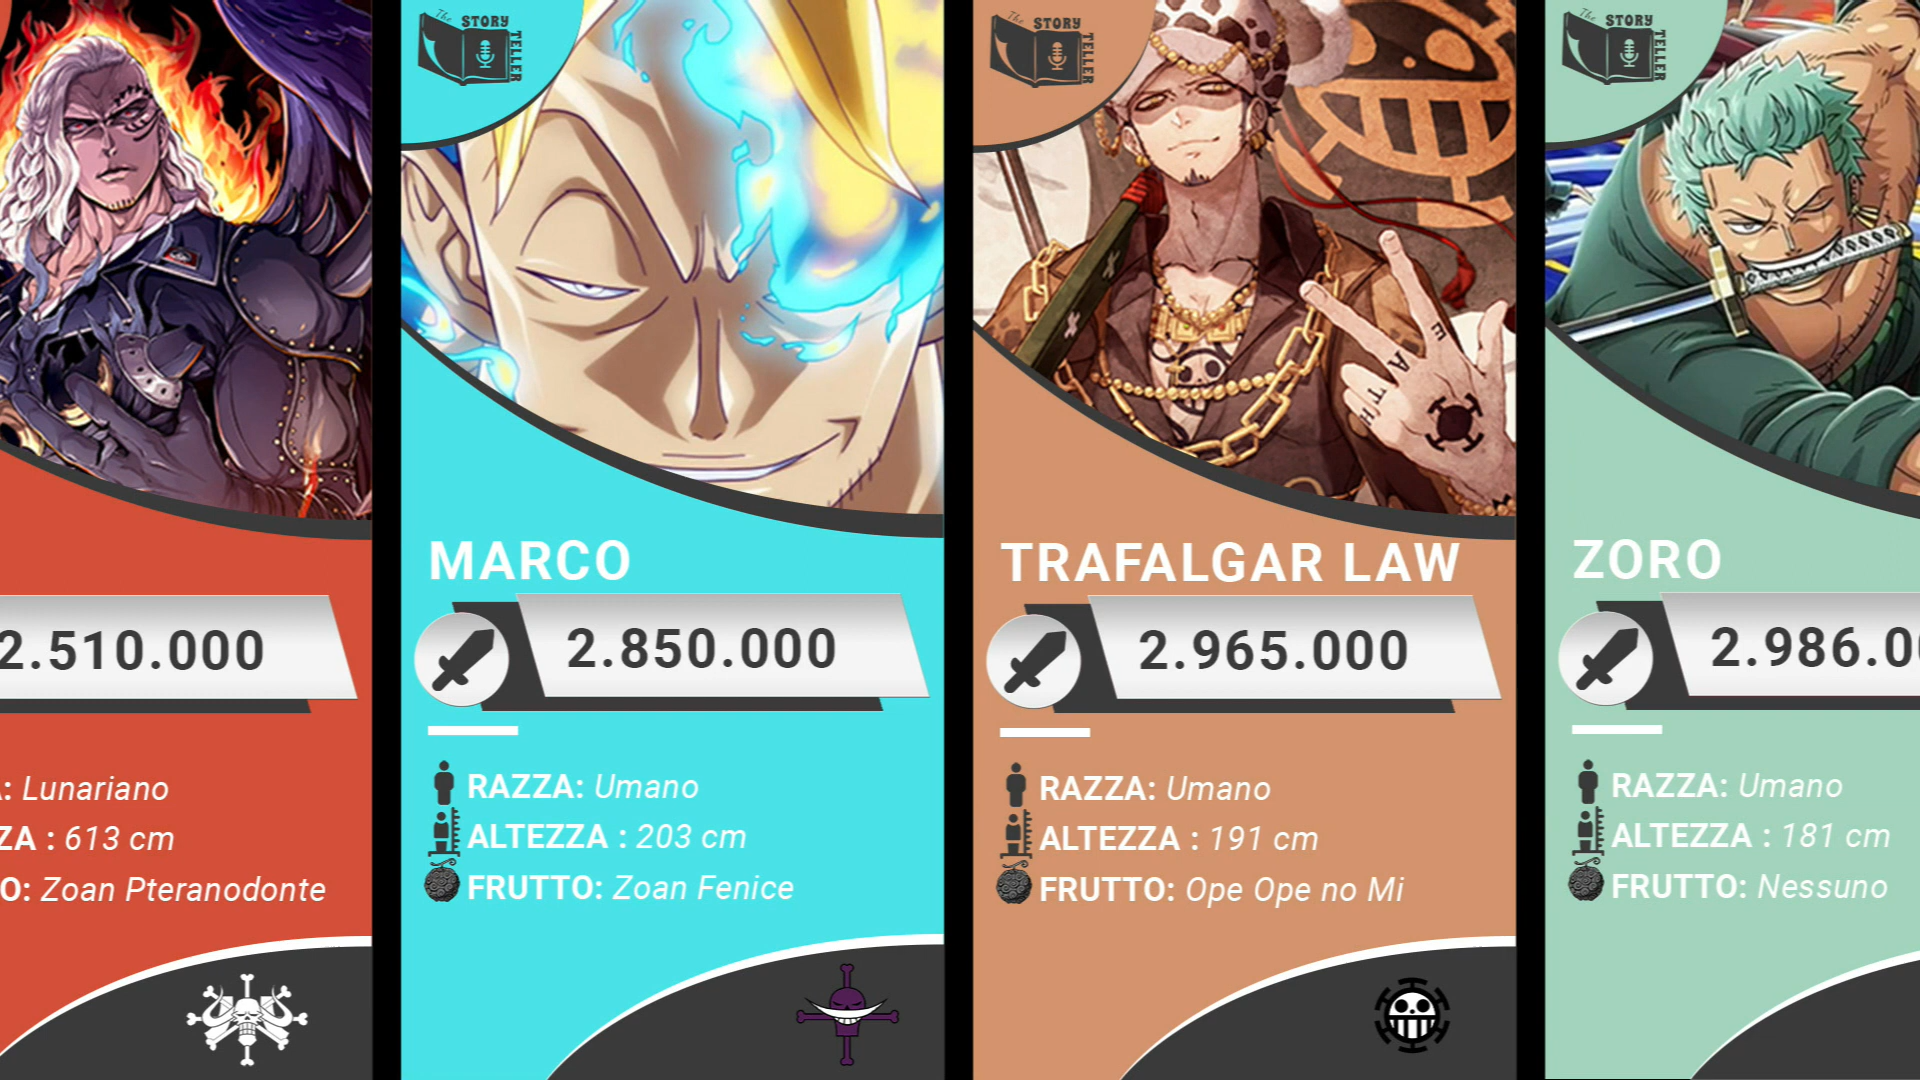 2.510.000
: Lunariano
ZA : 613 cm
O: Zoan Pteranodonte
The STORY TELLER
MARCO
2.850.000
RAZZA: Umano
ALTEZZA : 203 cm
FRUTTO: Zoan Fenice
The STORY TELLER
EATH
TRAFALGAR LAW
2.965.000
RAZZA: Umano
ALTEZZA : 191 cm
FRUTTO: Ope Ope no Mi
The STORY TELLER
ZORO
2.986.0
RAZZA: Umano
ALTEZZA : 181 cm
FRUTTO: Nessuno